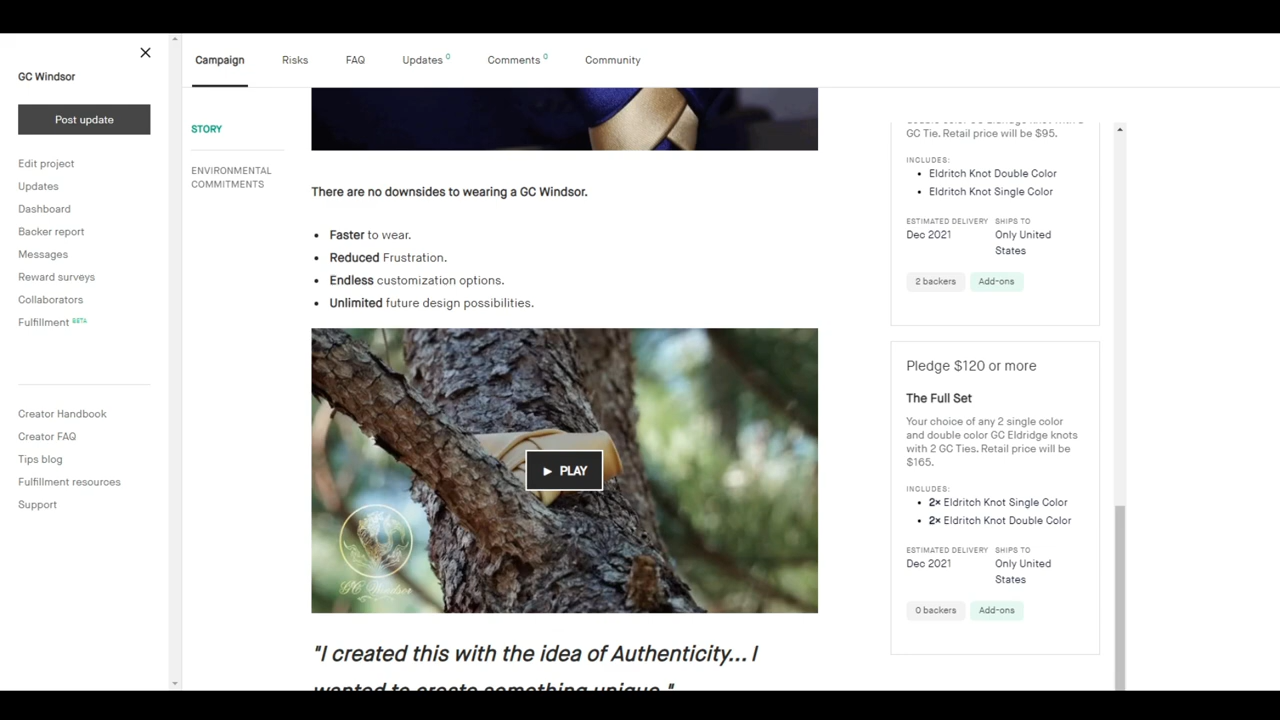 GC Windsor
Post update
Edit project
Updates
Dashboard
Backer report
Messages
Reward surveys
Collaborators
Fulfillment BETA
Creator Handbook
Creator FAQ
Tips blog
Fulfillment resources
Support
Campaign
Risks
FAQ
Updates 0
Comments 0
Community
STORY
ENVIRONMENTAL
COMMITMENTS
There are no downsides to wearing a GC Windsor.
• Faster to wear.
• Reduced Frustration.
• Endless customization options.
• Unlimited future design possibilities.
▶ PLAY
GC Windsor
"I created this with the idea of Authenticity... I
wanted to create something unique."
GC Tie. Retail price will be $95.
INCLUDES:
• Eldritch Knot Double Color
• Eldritch Knot Single Color
ESTIMATED DELIVERY
Dec 2021
SHIPS TO
Only United
States
2 backers
Add-ons
Pledge $120 or more
The Full Set
Your choice of any 2 single color
and double color GC Eldridge knots
with 2 GC Ties. Retail price will be
$165.
INCLUDES:
• 2× Eldritch Knot Single Color
• 2× Eldritch Knot Double Color
ESTIMATED DELIVERY
Dec 2021
SHIPS TO
Only United
States
0 backers
Add-ons